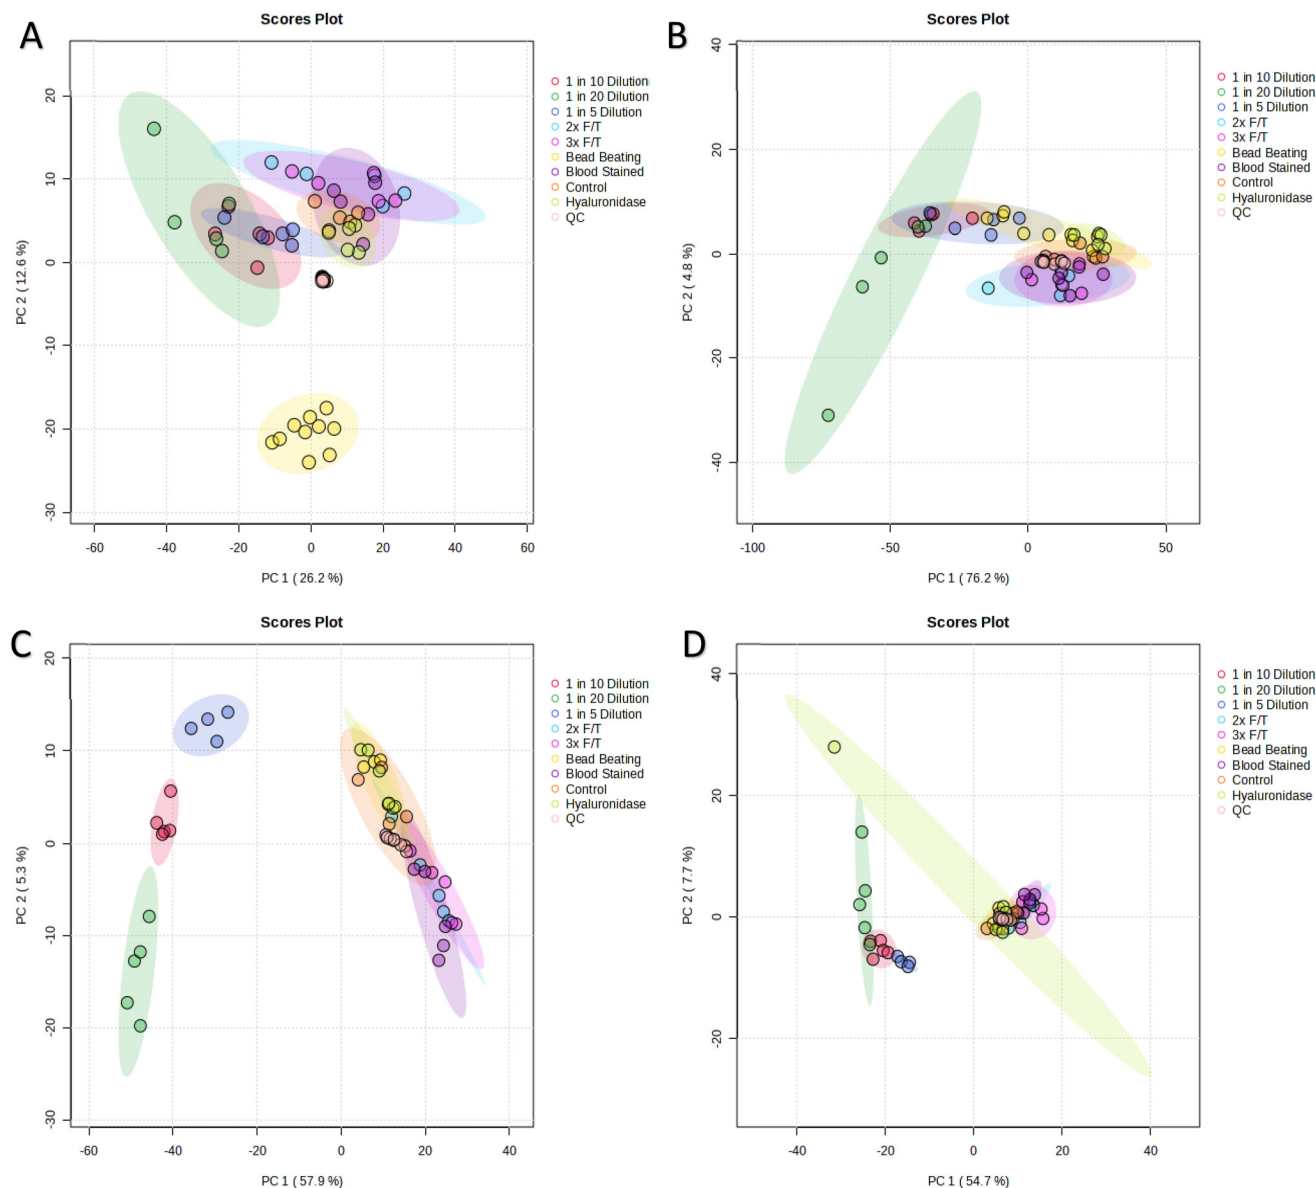 A
Scores Plot
20
10
0
-10
-20
-30
PC 2 ( 12.6 %)
-60
-40
-20
0
20
40
60
PC 1 ( 26.2 %)
1 in 10 Dilution
1 in 20 Dilution
1 in 5 Dilution
2x F/T
3x F/T
Bead Beating
Blood Stained
Control
Hyaluronidase
QC
B
Scores Plot
40
20
0
-20
-40
PC 2 ( 4.8 %)
-100
-50
0
50
PC 1 ( 76.2 %)
1 in 10 Dilution
1 in 20 Dilution
1 in 5 Dilution
2x F/T
3x F/T
Bead Beating
Blood Stained
Control
Hyaluronidase
QC
C
Scores Plot
20
10
0
-10
-20
-30
PC 2 ( 5.3 %)
-60
-40
-20
0
20
40
PC 1 ( 57.9 %)
1 in 10 Dilution
1 in 20 Dilution
1 in 5 Dilution
2x F/T
3x F/T
Bead Beating
Blood Stained
Control
Hyaluronidase
QC
D
Scores Plot
40
20
0
-20
PC 2 ( 7.7 %)
-40
-20
0
20
40
PC 1 ( 54.7 %)
1 in 10 Dilution
1 in 20 Dilution
1 in 5 Dilution
2x F/T
3x F/T
Bead Beating
Blood Stained
Control
Hyaluronidase
QC